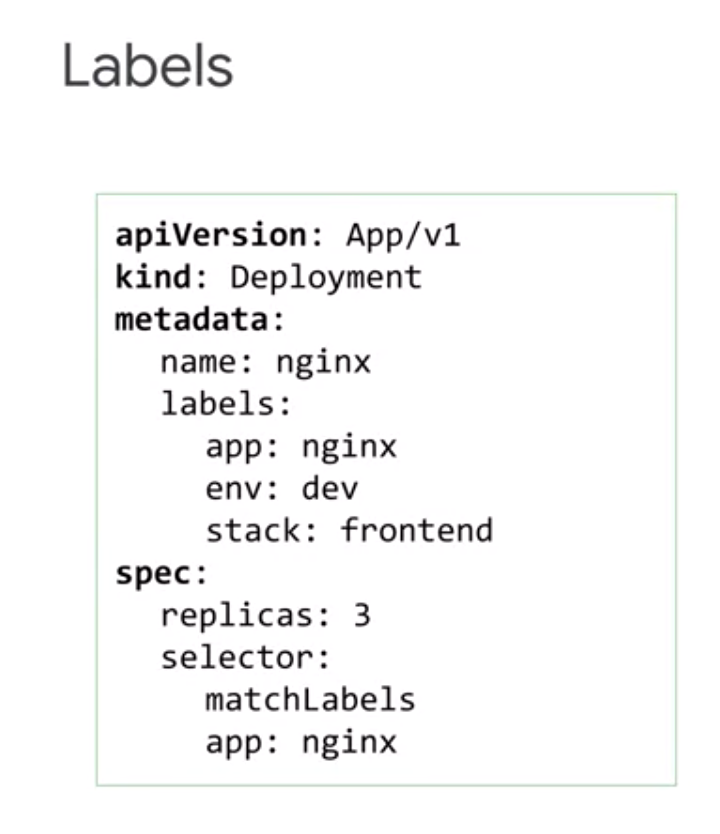 Labels
apiVersion: App/v1
kind: Deployment
metadata:
name: nginx
labels:
app: nginx
env: dev
stack: frontend
spec:
replicas: 3
selector:
matchLabels
app: nginx